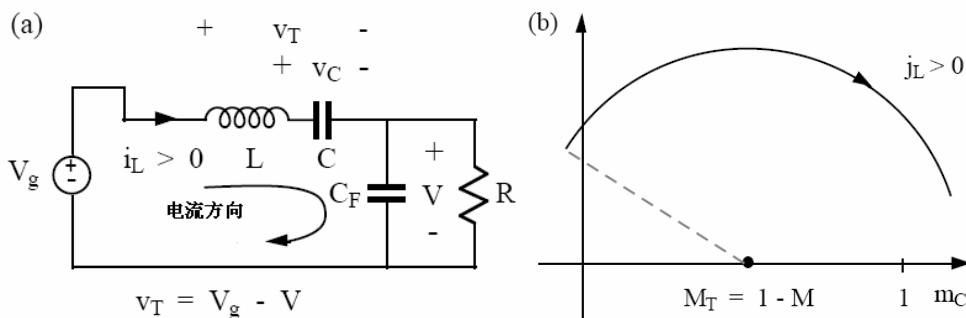 (a)
+ v_T -
+ v_C -
V_g
+
-
i_L > 0 L C
电流方向
C_F
+
V
-
R
v_T = V_g - V
(b)
j_L > 0
M_T = 1 - M 1 m_C